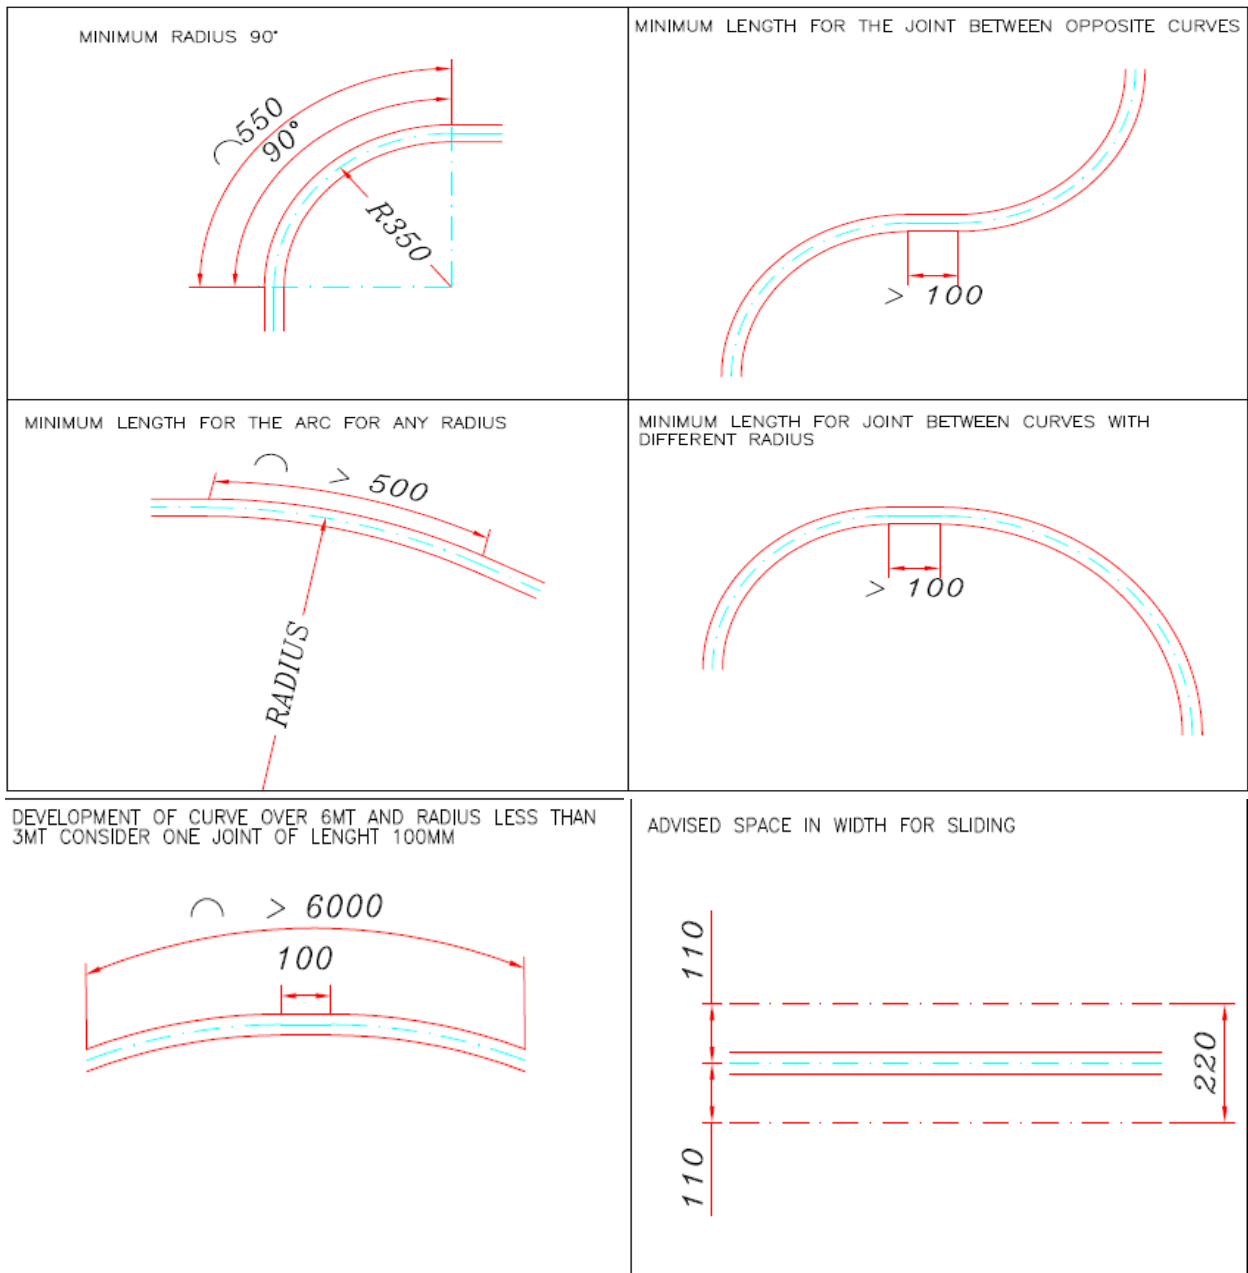 MINIMUM RADIUS 90°
550
90°
R350
MINIMUM LENGTH FOR THE JOINT BETWEEN OPPOSITE CURVES
> 100
MINIMUM LENGTH FOR THE ARC FOR ANY RADIUS
> 500
RADIUS
MINIMUM LENGTH FOR JOINT BETWEEN CURVES WITH
DIFFERENT RADIUS
> 100
DEVELOPMENT OF CURVE OVER 6MT AND RADIUS LESS THAN
3MT CONSIDER ONE JOINT OF LENGHT 100MM
> 6000
100
ADVISED SPACE IN WIDTH FOR SLIDING
110
220
110